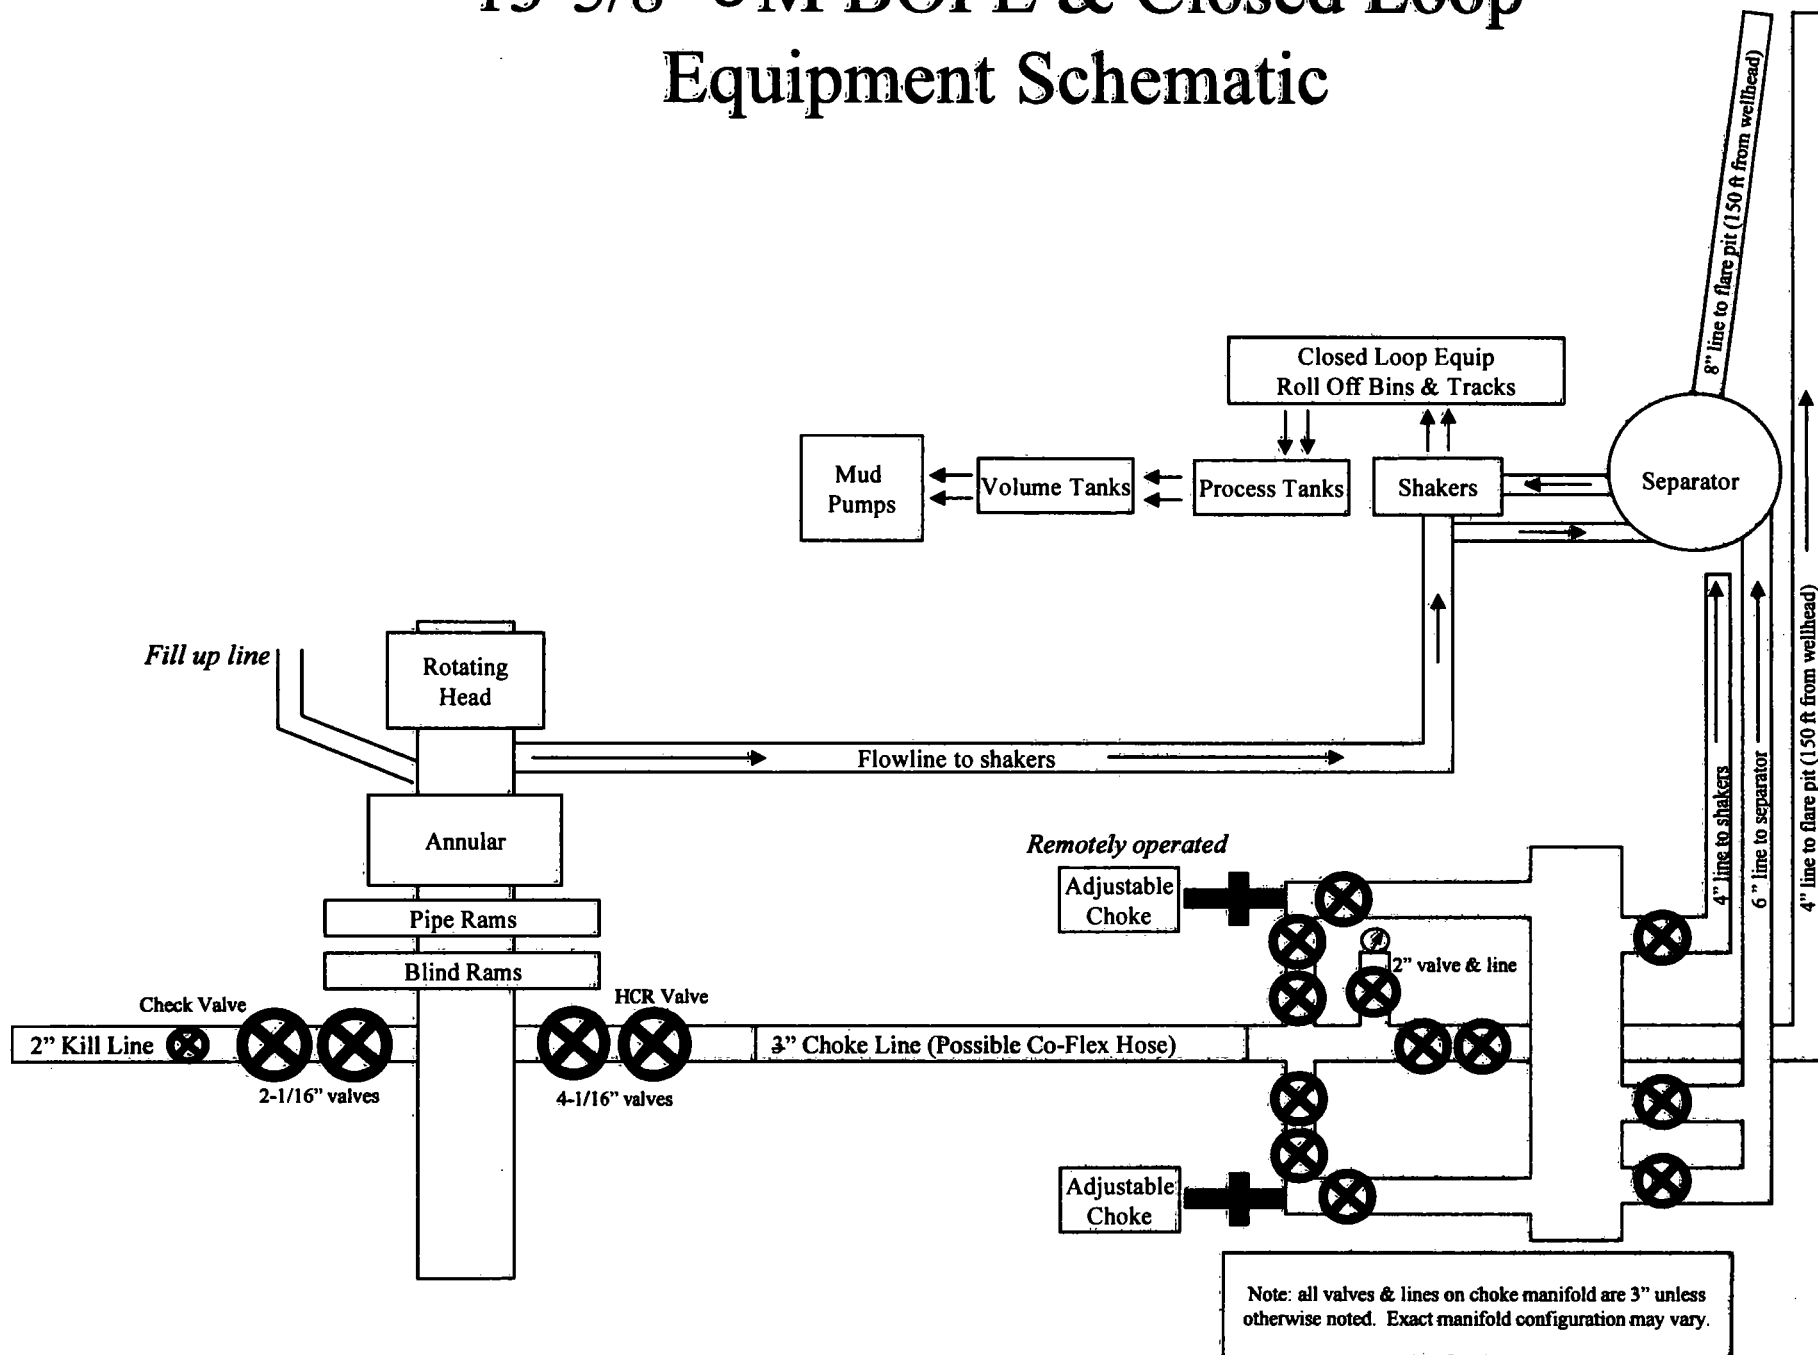 BOPE & Closed Loop
Equipment Schematic
8” line to flare pit (150 ft from wellhead)
Closed Loop Equip
Roll Off Bins & Tracks
Mud
Pumps
Volume Tanks
Process Tanks
Shakers
Separator
Fill up line
Rotating
Head
Flowline to shakers
Annular
Pipe Rams
Blind Rams
Check Valve
HCR Valve
2” Kill Line
3” Choke Line (Possible Co-Flex Hose)
2-1/16” valves
4-1/16” valves
Remotely operated
Adjustable
Choke
2” valve & line
Adjustable
Choke
4” line to shakers
6 ” line to separator
4” line to flare pit (150 ft from wellhead)
Note: all valves & lines on choke manifold are 3” unless
otherwise noted. Exact manifold configuration may vary.